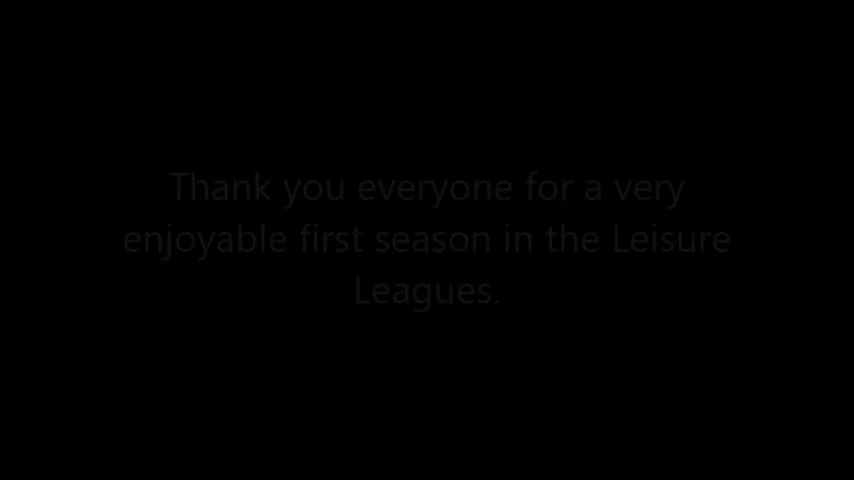 Thank you everyone for a very
enjoyable first season in the Leisure
Leagues.